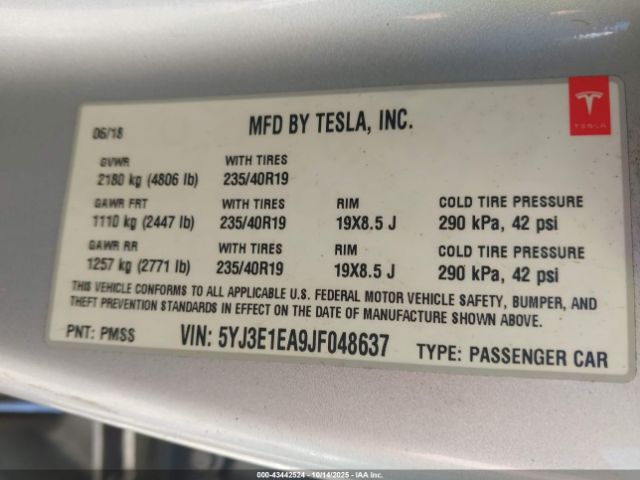 06/18 MFD BY TESLA, INC.
TESLA
GVWR WITH TIRES
2180 kg (4806 lb) 235/40R19
GAWR FRT WITH TIRES RIM COLD TIRE PRESSURE
1110 kg (2447 lb) 235/40R19 19X8.5 J 290 kPa, 42 psi
GAWR RR WITH TIRES RIM COLD TIRE PRESSURE
1257 kg (2771 lb) 235/40R19 19X8.5 J 290 kPa, 42 psi
THIS VEHICLE CONFORMS TO ALL APPLICABLE U.S. FEDERAL MOTOR VEHICLE SAFETY, BUMPER, AND
THEFT PREVENTION STANDARDS IN EFFECT ON THE DATE OF MANUFACTURE SHOWN ABOVE.
PNT: PMSS VIN: 5YJ3E1EA9JF048637 TYPE: PASSENGER CAR
000-43442524 - 10/14/2025 - IAA Inc.